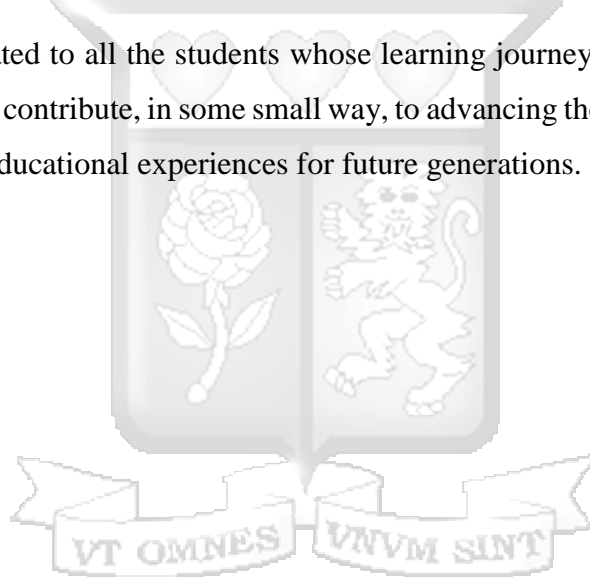 ated to all the students whose learning journey
contribute, in some small way, to advancing the
ducational experiences for future generations.
VT OMNES VNVM SINT